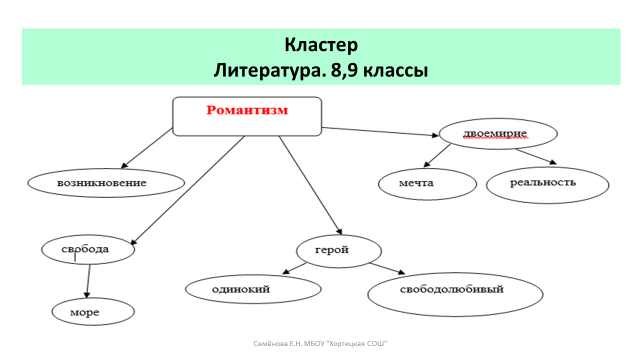 Кластер
Литература. 8,9 классы
Романтизм
двоемирие
возникновение
мечта
реальность
свобода
герой
одинокий
свободолюбивый
море
Семёнова Е.Н. МБОУ "Хортицкая СОШ"